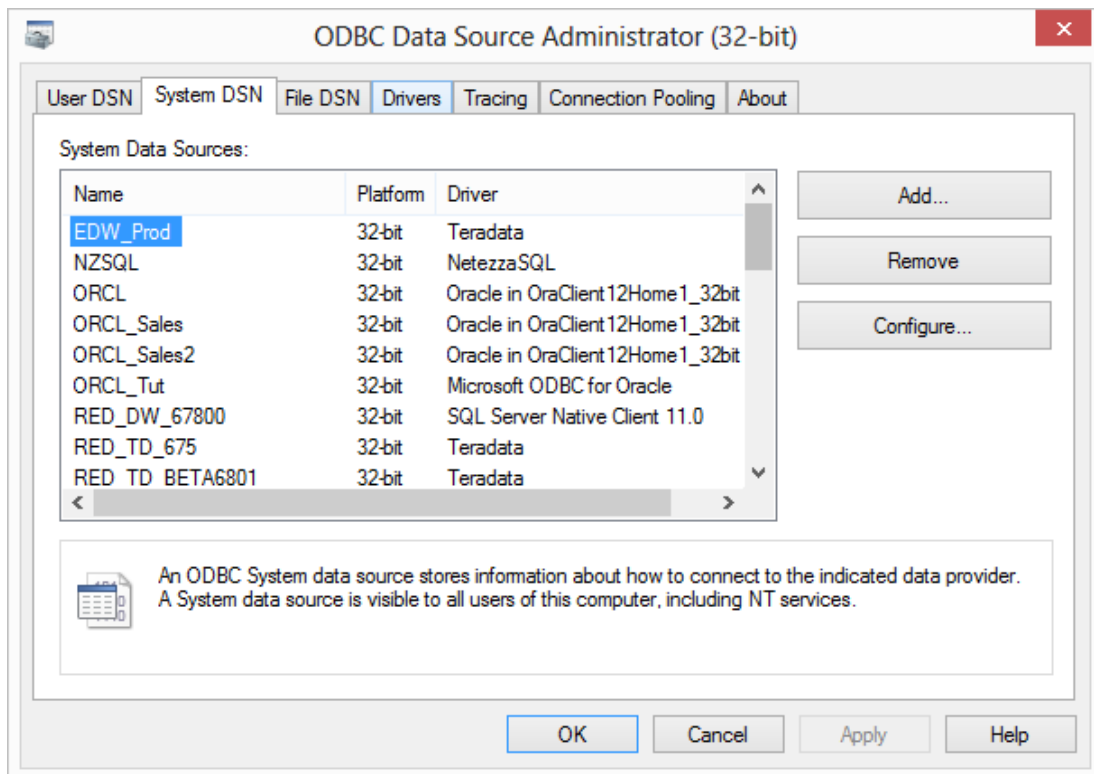 ODBC Data Source Administrator (32-bit)
User DSN System DSN File DSN Drivers Tracing Connection Pooling About
System Data Sources:
Name Platform Driver
EDW_Prod 32-bit Teradata
NZSQL 32-bit NetezzaSQL
ORCL 32-bit Oracle in OraClient12Home1_32bit
ORCL_Sales 32-bit Oracle in OraClient12Home1_32bit
ORCL_Sales2 32-bit Oracle in OraClient12Home1_32bit
ORCL_Tut 32-bit Microsoft ODBC for Oracle
RED_DW_67800 32-bit SQL Server Native Client 11.0
RED_TD_675 32-bit Teradata
RED_TD_BETA6801 32-bit Teradata
Add...
Remove
Configure...
An ODBC System data source stores information about how to connect to the indicated data provider.
A System data source is visible to all users of this computer, including NT services.
OK Cancel Apply Help